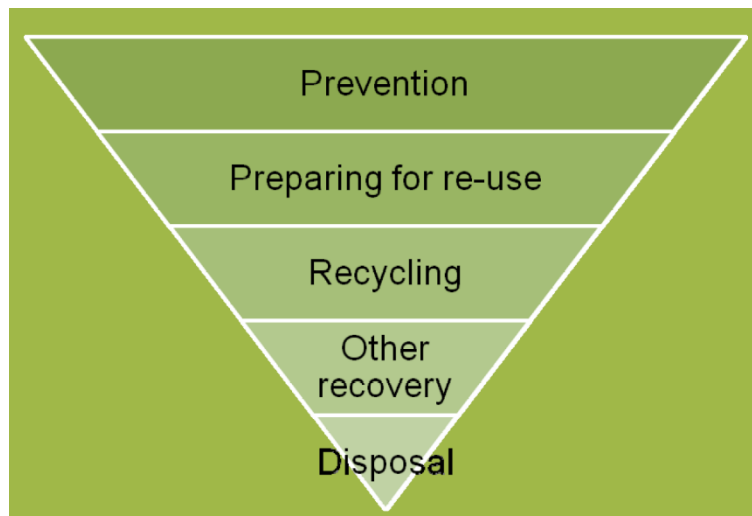 Prevention
Preparing for re-use
Recycling
Other
recovery
Disposal